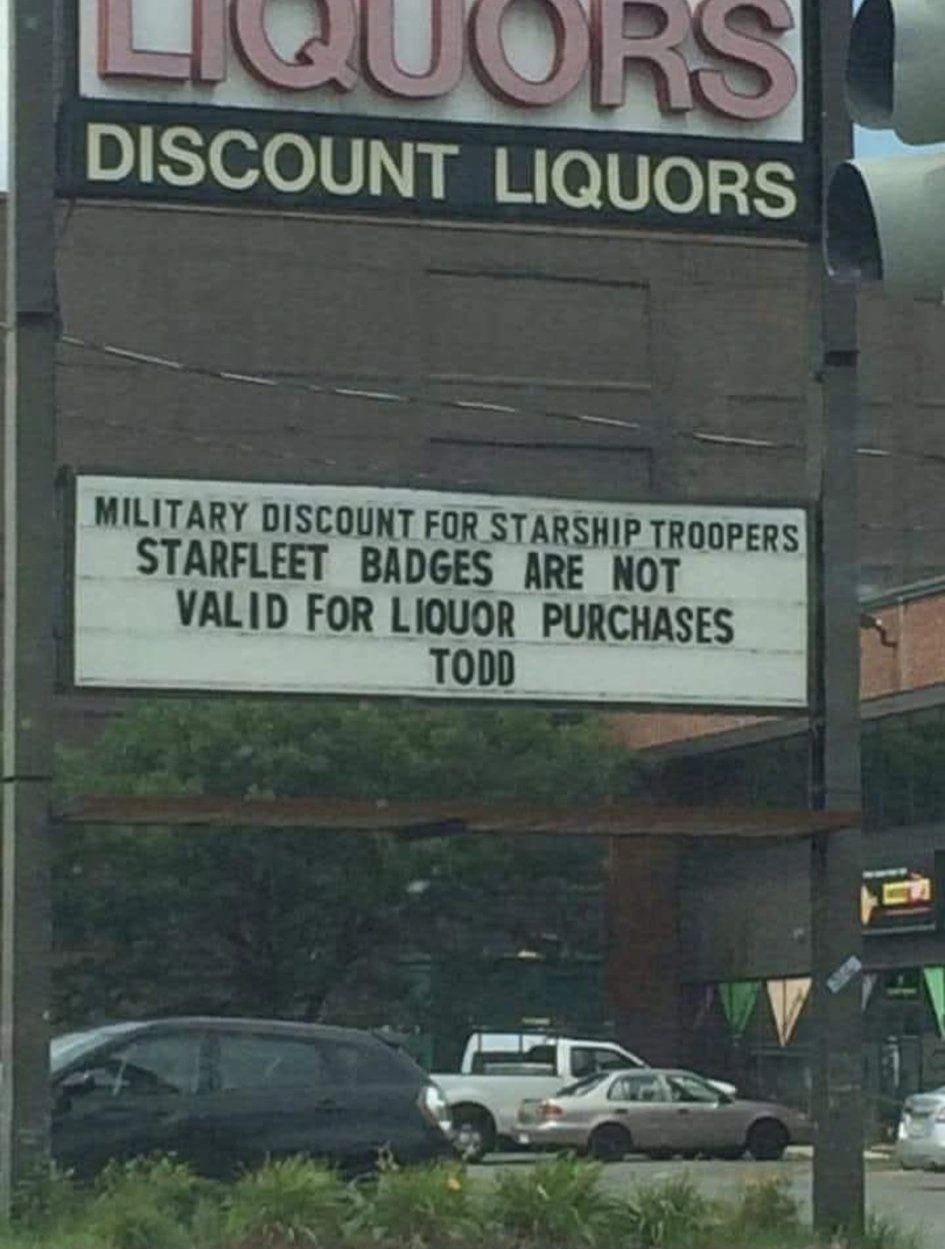 LIQUORS
DISCOUNT LIQUORS
MILITARY DISCOUNT FOR STARSHIP TROOPERS
STARFLEET BADGES ARE NOT
VALID FOR LIQUOR PURCHASES
TODD